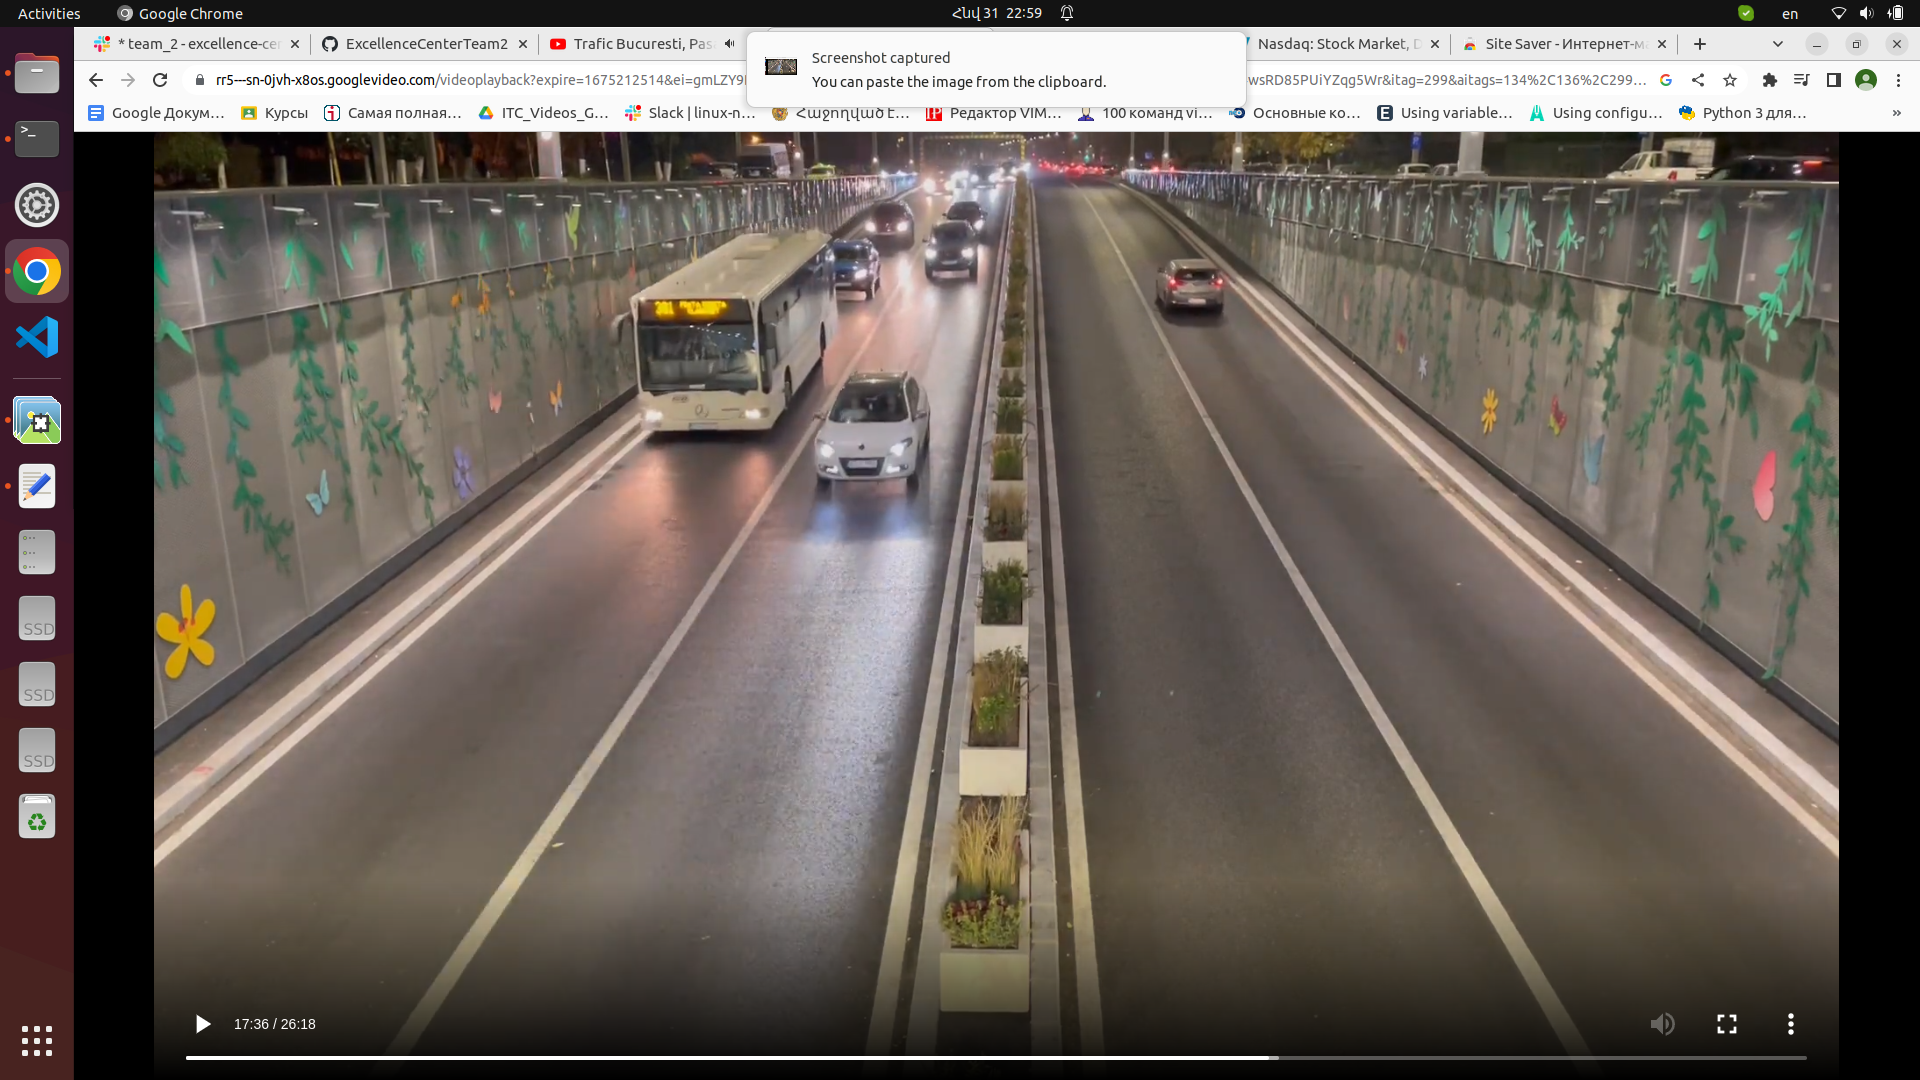 Activities
Google Chrome
Հնվ 31 22:59
en
* team_2 - excellence-ce
ExcellenceCenterTeam2
Trafic Bucuresti, Pas
Nasdaq: Stock Market, D
Site Saver - Интернет-м
Screenshot captured
You can paste the image from the clipboard.
rr5---sn-0jvh-x8os.googlevideo.com/videoplayback?expire=1675212514&ei=gmLZY9
wsRD85PUiYZqg5Wr&itag=299&aitags=134%2C136%2C299...
Google Докум...
Курсы
Самая полная...
ITC_Videos_G...
Slack | linux-n...
Հաջողված է...
Редактор VIM...
100 команд vi...
Основные ко...
Using variable...
Using configu...
Python 3 для...
»
301
SSD
SSD
SSD
17:36 / 26:18